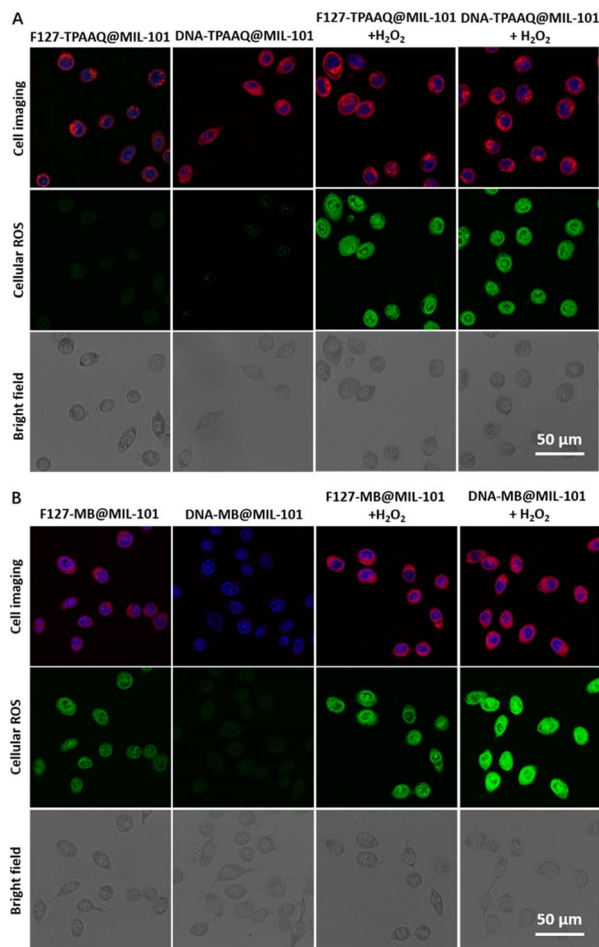 A
F127-TPAAQ@MIL-101
DNA-TPAAQ@MIL-101
F127-TPAAQ@MIL-101
+H₂O₂
DNA-TPAAQ@MIL-101
+ H₂O₂
Cell imaging
Cellular ROS
Bright field
50 μm
B
F127-MB@MIL-101
DNA-MB@MIL-101
F127-MB@MIL-101
+H₂O₂
DNA-MB@MIL-101
+ H₂O₂
Cell imaging
Cellular ROS
Bright field
50 μm